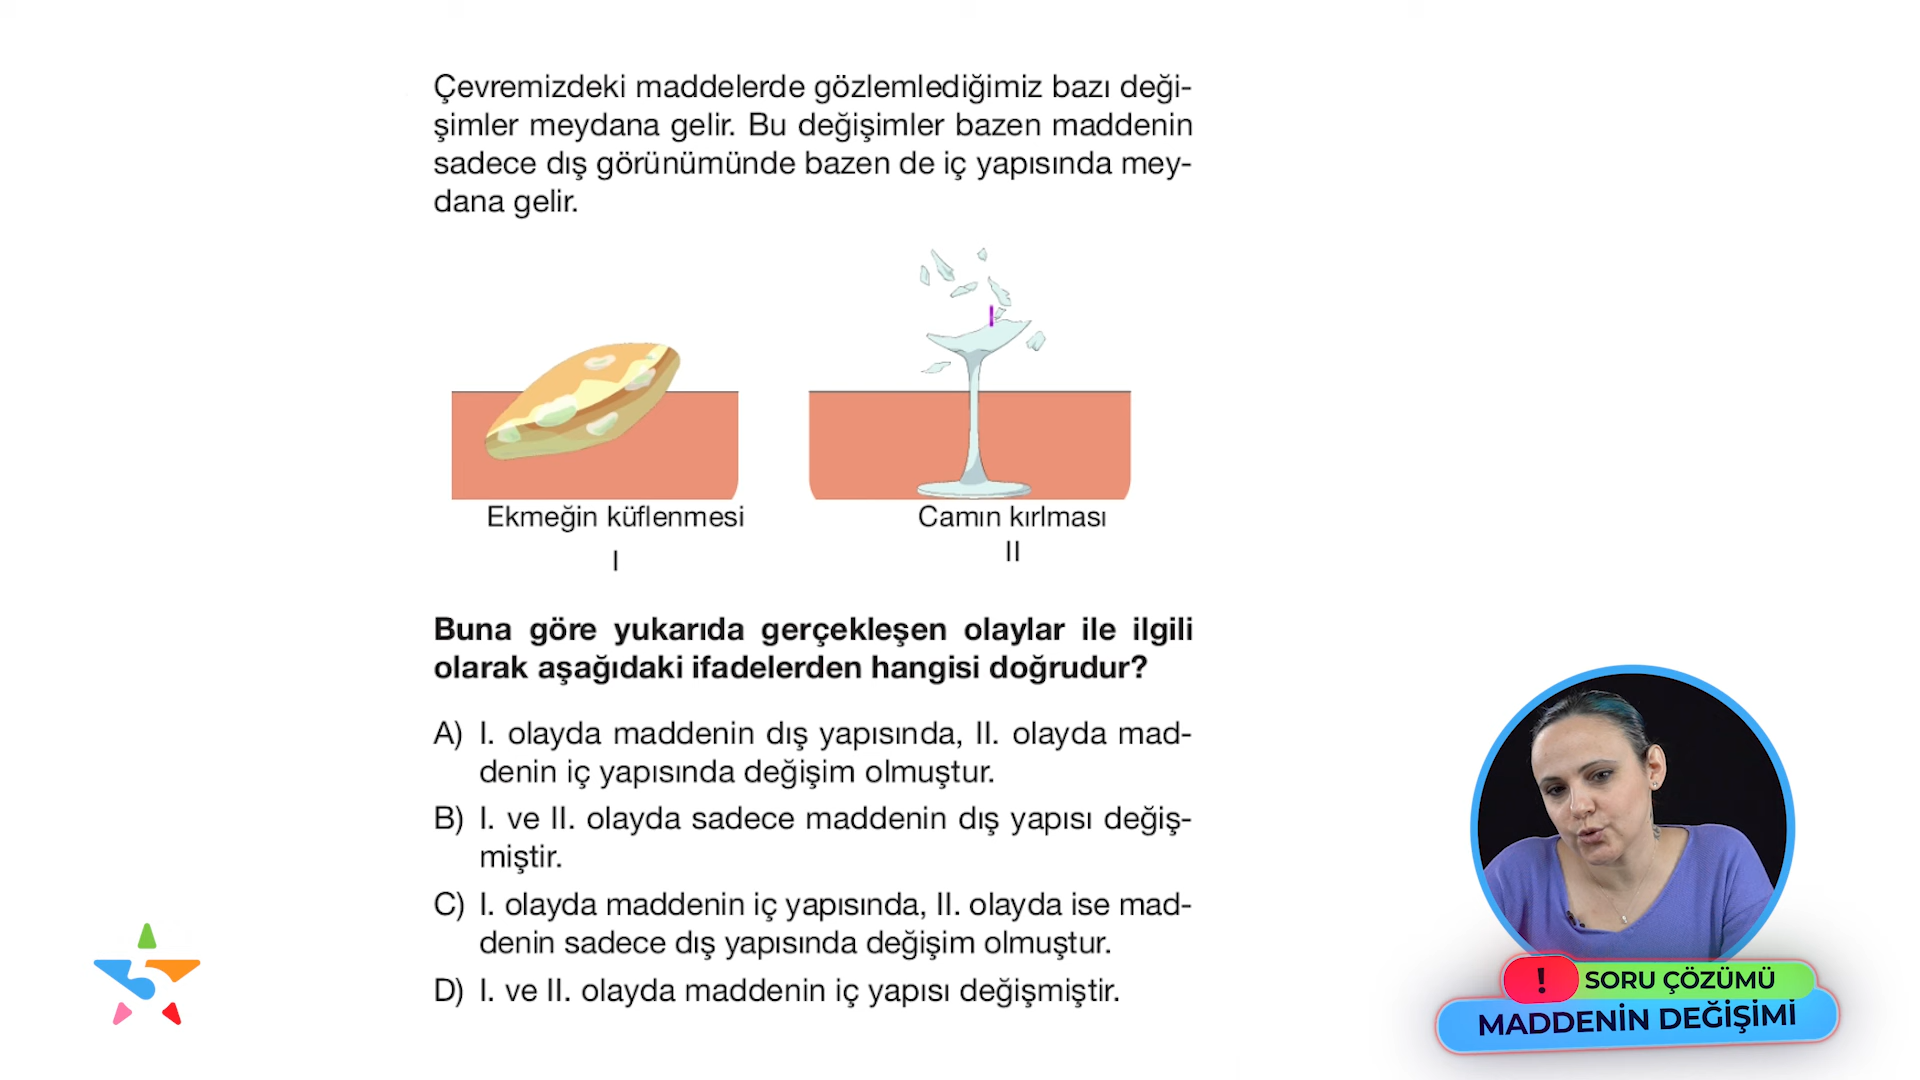 Çevremizdeki maddelerde gözlemlediğimiz bazı deği-
şimler meydana gelir. Bu değişimler bazen maddenin
sadece dış görünümünde bazen de iç yapısında mey-
dana gelir.
Ekmeğin küflenmesi
I
Camın kırlması
II
Buna göre yukarıda gerçekleşen olaylar ile ilgili
olarak aşağıdaki ifadelerden hangisi doğrudur?
A) I. olayda maddenin dış yapısında, II. olayda mad-
denin iç yapısında değişim olmuştur.
B) I. ve II. olayda sadece maddenin dış yapısı değiş-
miştir.
C) I. olayda maddenin iç yapısında, II. olayda ise mad-
denin sadece dış yapısında değişim olmuştur.
D) I. ve II. olayda maddenin iç yapısı değişmiştir.
5
! SORU ÇÖZÜMÜ
MADDENİN DEĞİŞİMİ